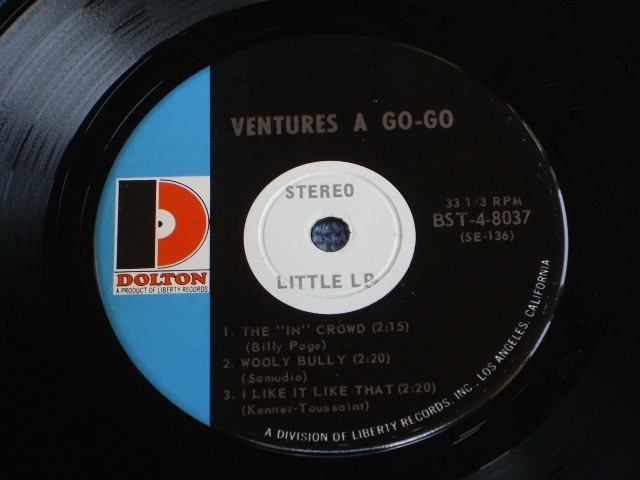 VENTURES A GO-GO
STEREO
33 1/3 RPM
BST-4-8037
(SE-136)
D
DOLTON
A PRODUCT OF LIBERTY RECORDS
LITTLE LP
1. THE "IN" CROWD (2:15)
(Billy Page)
2. WOOLY BULLY (2:20)
(Samudio)
3. I LIKE IT LIKE THAT (2:20)
(Kenner-Toussaint)
A DIVISION OF LIBERTY RECORDS, INC., LOS ANGELES, CALIFORNIA